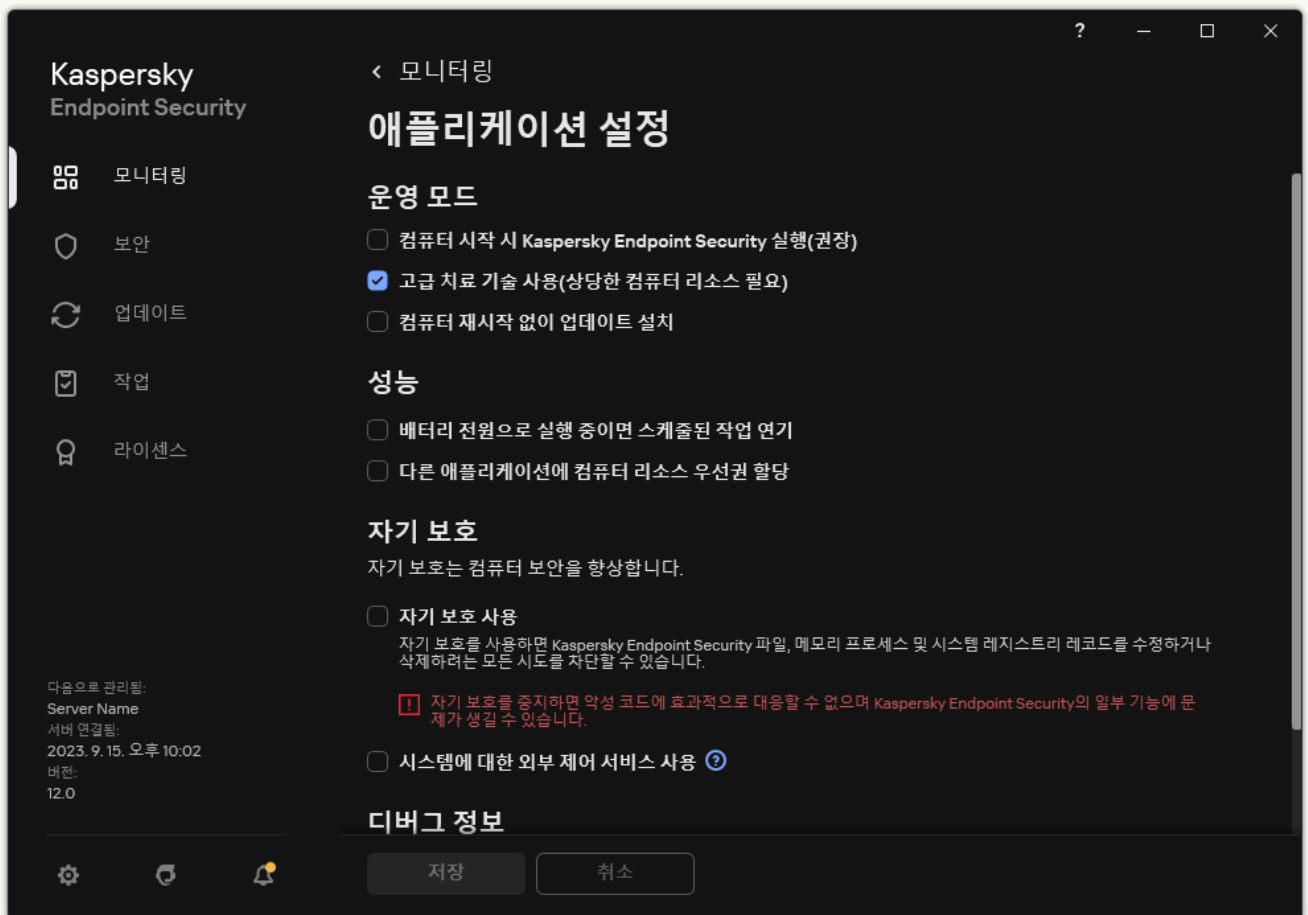 ?
Kaspersky
Endpoint Security
모니터링
보안
업데이트
작업
라이센스
다음으로 관리됨:
Server Name
서버 연결됨:
2023. 9. 15. 오후 10:02
버전:
12.0
모니터링
애플리케이션 설정
운영 모드
컴퓨터 시작 시 Kaspersky Endpoint Security 실행(권장)
고급 치료 기술 사용(상당한 컴퓨터 리소스 필요)
컴퓨터 재시작 없이 업데이트 설치
성능
배터리 전원으로 실행 중이면 스케줄된 작업 연기
다른 애플리케이션에 컴퓨터 리소스 우선권 할당
자기 보호
자기 보호는 컴퓨터 보안을 향상합니다.
자기 보호 사용
자기 보호를 사용하면 Kaspersky Endpoint Security 파일, 메모리 프로세스 및 시스템 레지스트리 레코드를 수정하거나
삭제하려는 모든 시도를 차단할 수 있습니다.
자기 보호를 중지하면 악성 코드에 효과적으로 대응할 수 없으며 Kaspersky Endpoint Security의 일부 기능에 문
제가 생길 수 있습니다.
시스템에 대한 외부 제어 서비스 사용 ?
디버그 정보
저장
취소